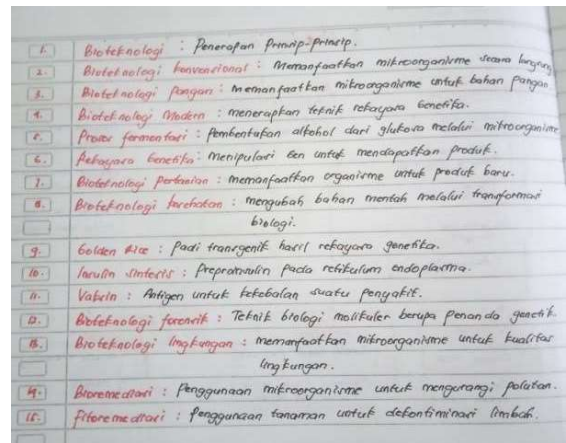 1. Bioteknologi : Penerapan Prinsip-Prinsip.
2. Bioteknologi konvensional : Memanfaatkan mikroorganisme secara langsung
3. Bioteknologi Pangan : memanfaatkan mikroorganisme untuk bahan pangan
4. Bioteknologi Modern : menerapkan teknik rekayasa genetika.
5. Proses fermentasi : Pembentukan alkohol dari glukosa melalui mikroorganisme
6. Rekayasa Genetika : Menipulasi Gen untuk mendapatkan produk.
7. Bioteknologi Pertanian : memanfaatkan organisme untuk produk baru.
8. Bioteknologi kesehatan : mengubah bahan mentah melalui transformasi
biologi.
9. Golden Rice : Padi transgenik hasil rekayasa genetika.
10. Insulin sintesis : Preproinsulin pada retikulum endoplasma.
11. Vaksin : Antigen untuk kekebalan suatu penyakit.
12. Bioteknologi forensik : Teknik biologi molikuler berupa penanda genetik.
13. Bioteknologi lingkungan : memanfaatkan mikroorganisme untuk kualitas
lingkungan.
14. Bioremediasi : Penggunaan mikroorganisme untuk mengurangi polutan.
15. Fitoremediasi : Penggunaan tanaman untuk dekontiminasi limbah.